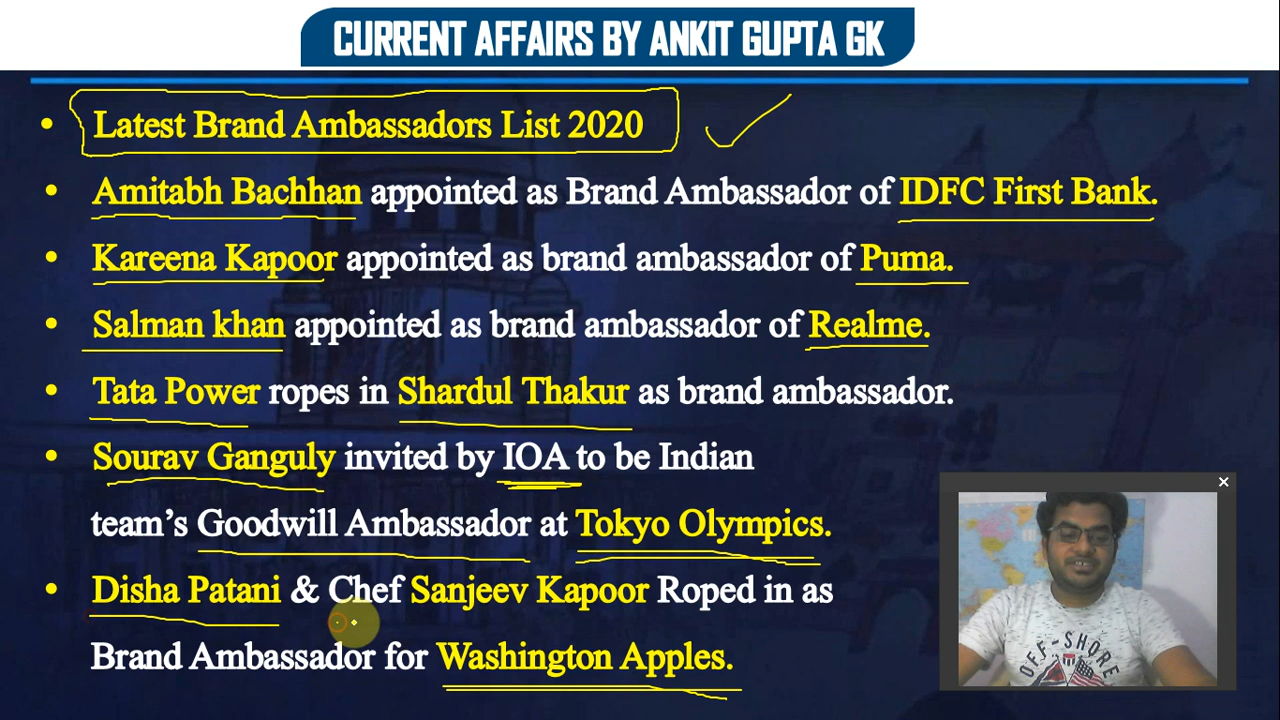 CURRENT AFFAIRS BY ANKIT GUPTA GK
• Latest Brand Ambassadors List 2020
• Amitabh Bachhan appointed as Brand Ambassador of IDFC First Bank.
• Kareena Kapoor appointed as brand ambassador of Puma.
• Salman khan appointed as brand ambassador of Realme.
• Tata Power ropes in Shardul Thakur as brand ambassador.
• Sourav Ganguly invited by IOA to be Indian
team's Goodwill Ambassador at Tokyo Olympics.
• Disha Patani & Chef Sanjeev Kapoor Roped in as
Brand Ambassador for Washington Apples.
OFF-SHORE